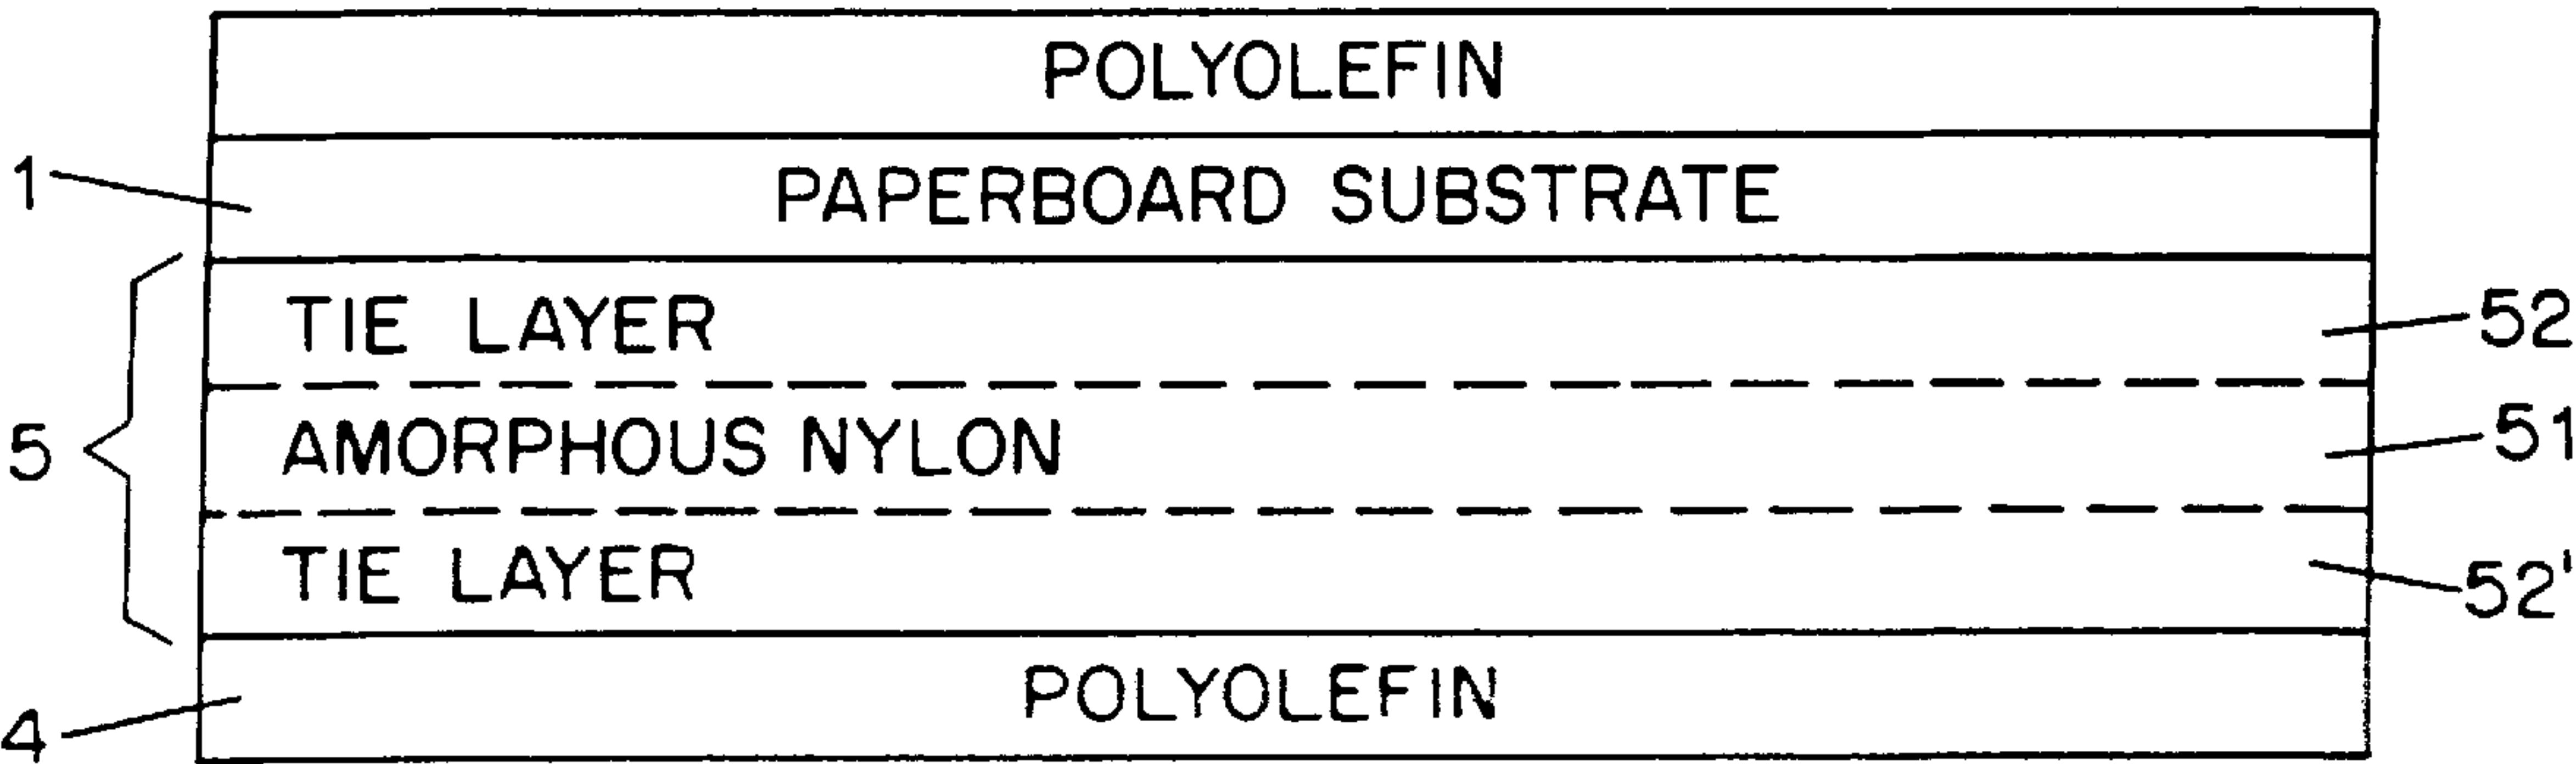 POLYOLEFIN
1 PAPERBOARD SUBSTRATE
TIE LAYER 52
5 AMORPHOUS NYLON 51
TIE LAYER 52'
4 POLYOLEFIN